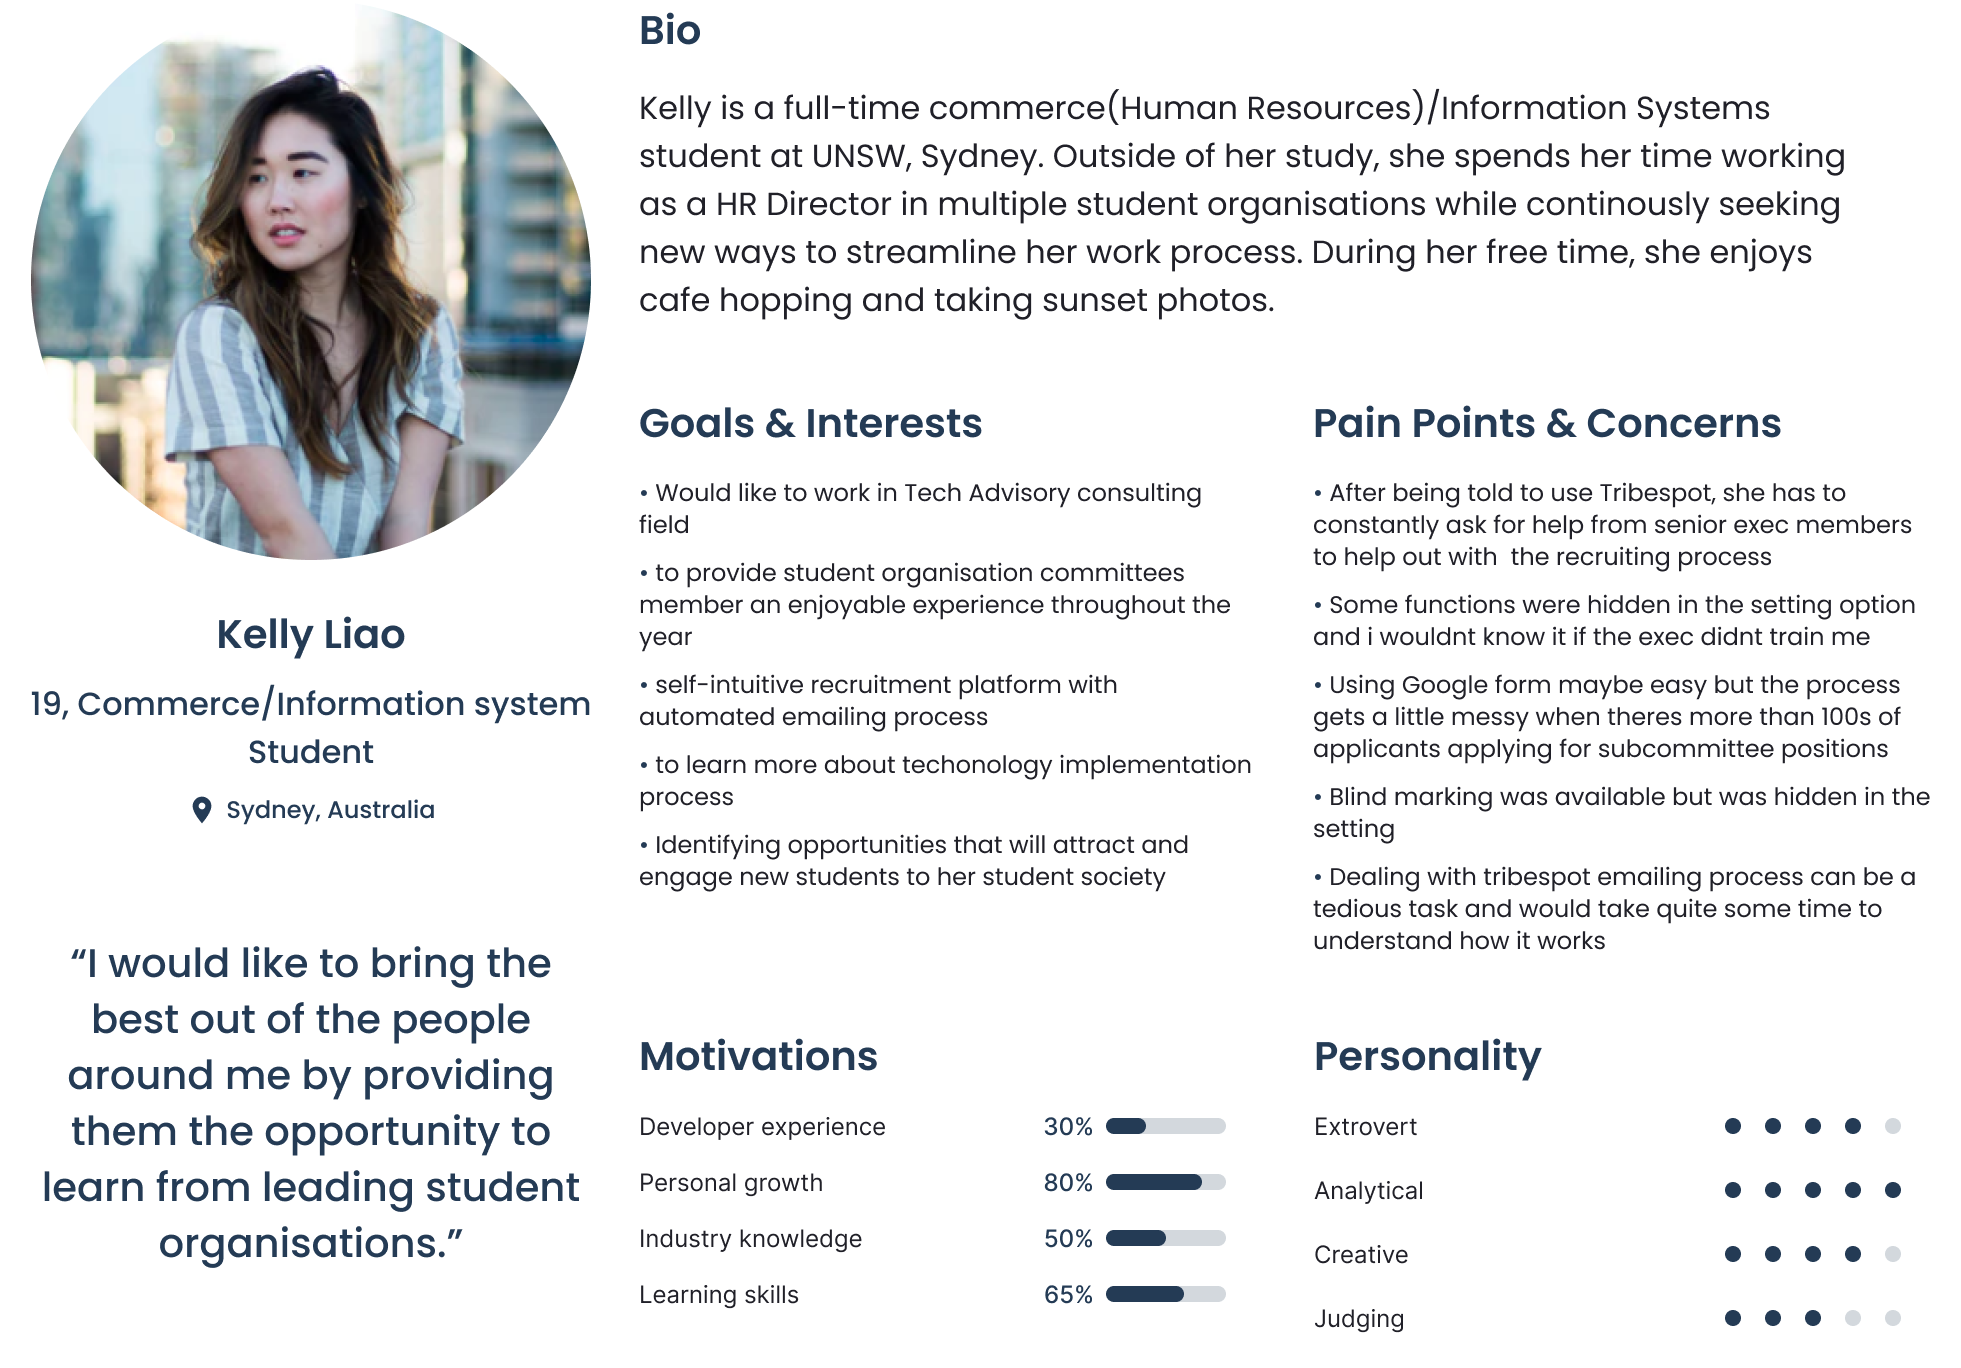 Bio
Kelly is a full-time commerce(Human Resources)/Information Systems
student at UNSW, Sydney. Outside of her study, she spends her time working
as a HR Director in multiple student organisations while continously seeking
new ways to streamline her work process. During her free time, she enjoys
cafe hopping and taking sunset photos.
Kelly Liao
19, Commerce/Information system
Student
Sydney, Australia
“I would like to bring the
best out of the people
around me by providing
them the opportunity to
learn from leading student
organisations.”
Goals & Interests
• Would like to work in Tech Advisory consulting
field
• to provide student organisation committees
member an enjoyable experience throughout the
year
• self-intuitive recruitment platform with
automated emailing process
• to learn more about techonology implementation
process
• Identifying opportunities that will attract and
engage new students to her student society
Pain Points & Concerns
• After being told to use Tribespot, she has to
constantly ask for help from senior exec members
to help out with  the recruiting process
• Some functions were hidden in the setting option
and i wouldnt know it if the exec didnt train me
• Using Google form maybe easy but the process
gets a little messy when theres more than 100s of
applicants applying for subcommittee positions
• Blind marking was available but was hidden in the
setting
• Dealing with tribespot emailing process can be a
tedious task and would take quite some time to
understand how it works
Motivations
Developer experience 30%
Personal growth 80%
Industry knowledge 50%
Learning skills 65%
Personality
Extrovert
Analytical
Creative
Judging